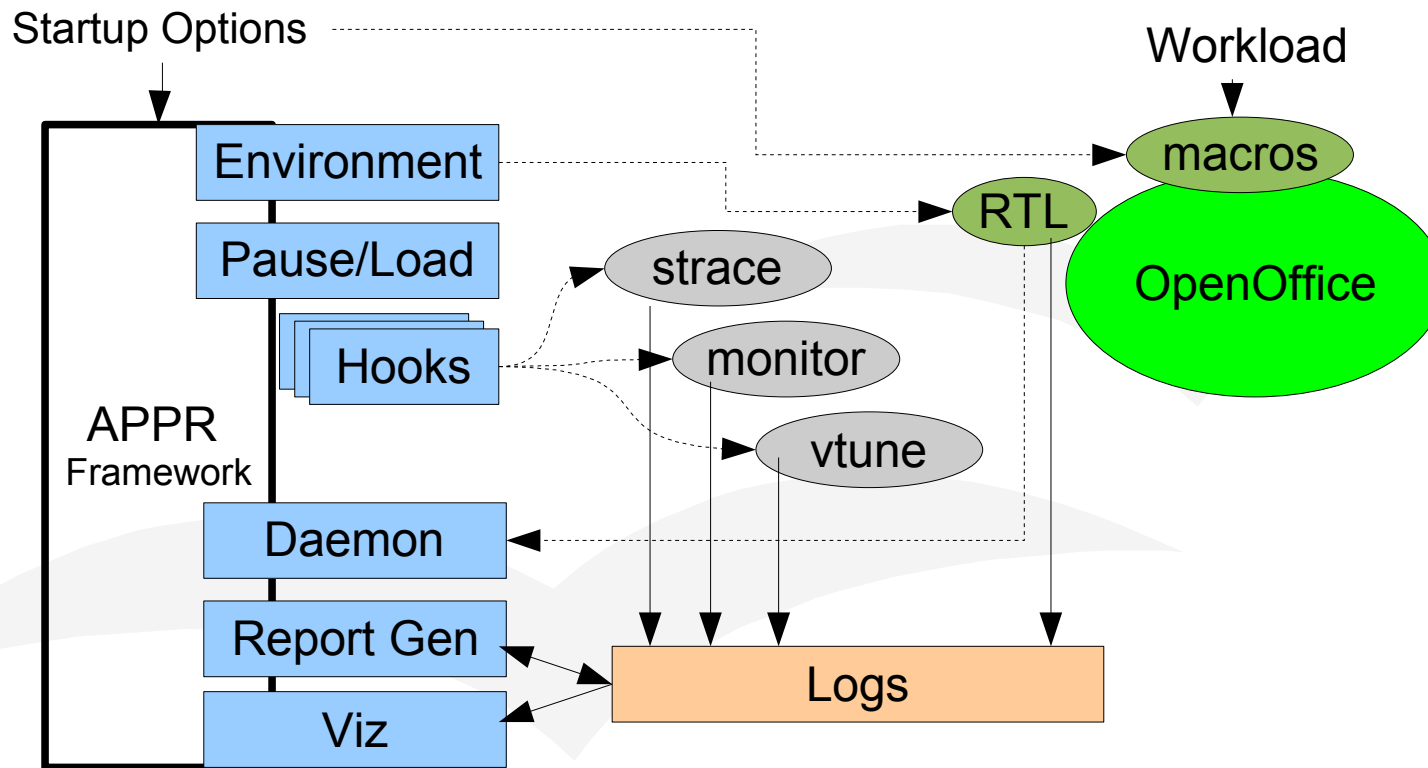 Startup Options
Workload
Environment
macros
RTL
Pause/Load
strace
OpenOffice
Hooks
monitor
APPR
Framework
vtune
Daemon
Report Gen
Logs
Viz